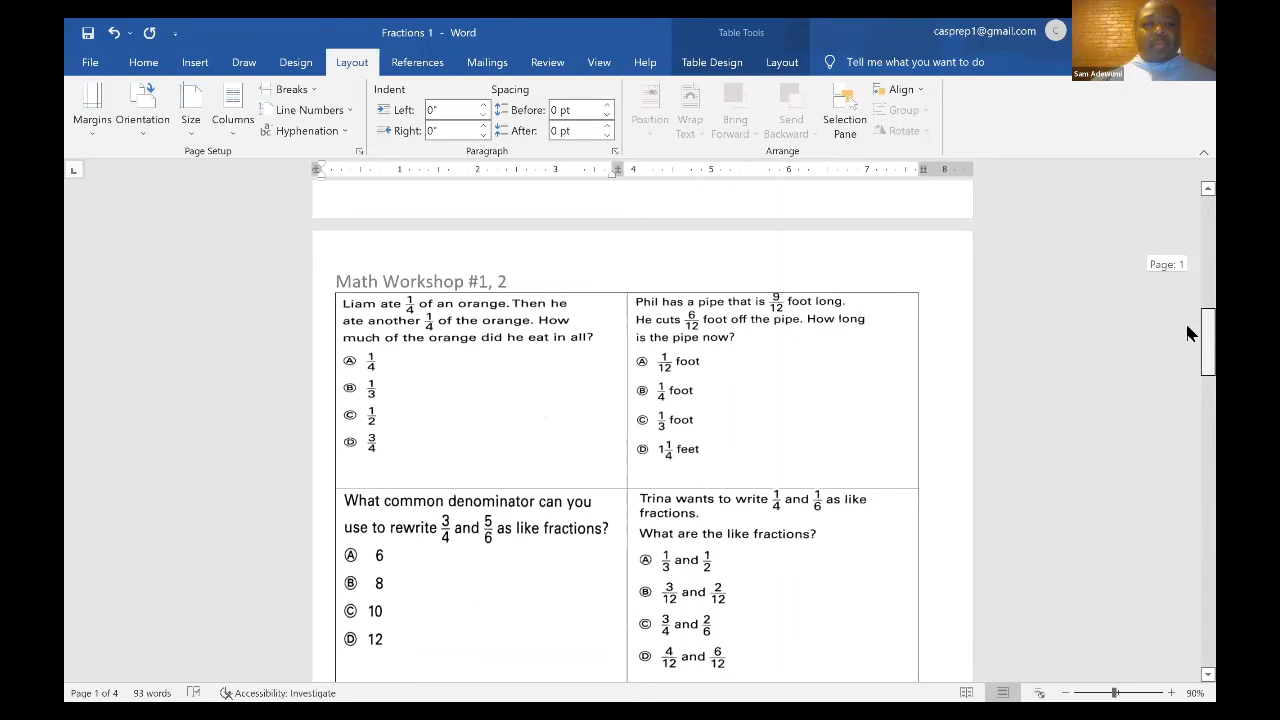 Fractions 1 - Word
Table Tools
casprep1@gmail.com
C
Sam Adewumi
File Home Insert Draw Design Layout References Mailings Review View Help Table Design Layout Tell me what you want to do
Margins Orientation Size Columns
Breaks
Line Numbers
Hyphenation
Page Setup
Indent
Left: 0"
Right: 0"
Spacing
Before: 0 pt
After: 0 pt
Paragraph
Position
Wrap Text
Bring Forward
Send Backward
Selection Pane
Align
Group
Rotate
Arrange
1 2 3 4 5 6 7 8
Page: 1
Math Workshop #1, 2
Liam ate 1/4 of an orange. Then he
ate another 1/4 of the orange. How
much of the orange did he eat in all?
A 1/4
B 1/3
C 1/2
D 3/4
Phil has a pipe that is 9/12 foot long.
He cuts 6/12 foot off the pipe. How long
is the pipe now?
A 1/12 foot
B 1/4 foot
C 1/3 foot
D 1 1/4 feet
What common denominator can you
use to rewrite 3/4 and 5/6 as like fractions?
A 6
B 8
C 10
D 12
Trina wants to write 1/4 and 1/6 as like
fractions.
What are the like fractions?
A 1/3 and 1/2
B 3/12 and 2/12
C 3/4 and 2/6
D 4/12 and 6/12
Page 1 of 4 93 words Accessibility: Investigate 90%